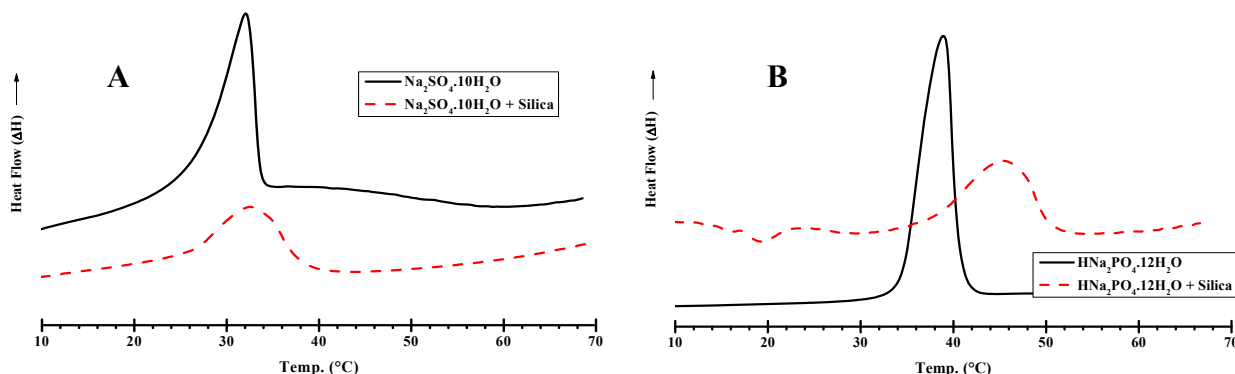 A
Na₂SO₄.10H₂O
Na₂SO₄.10H₂O + Silica
Heat Flow (ΔH)
10 20 30 40 50 60 70
Temp. (°C)
B
HNa₂PO₄.12H₂O
HNa₂PO₄.12H₂O + Silica
Heat Flow (ΔH)
10 20 30 40 50 60 70
Temp. (°C)